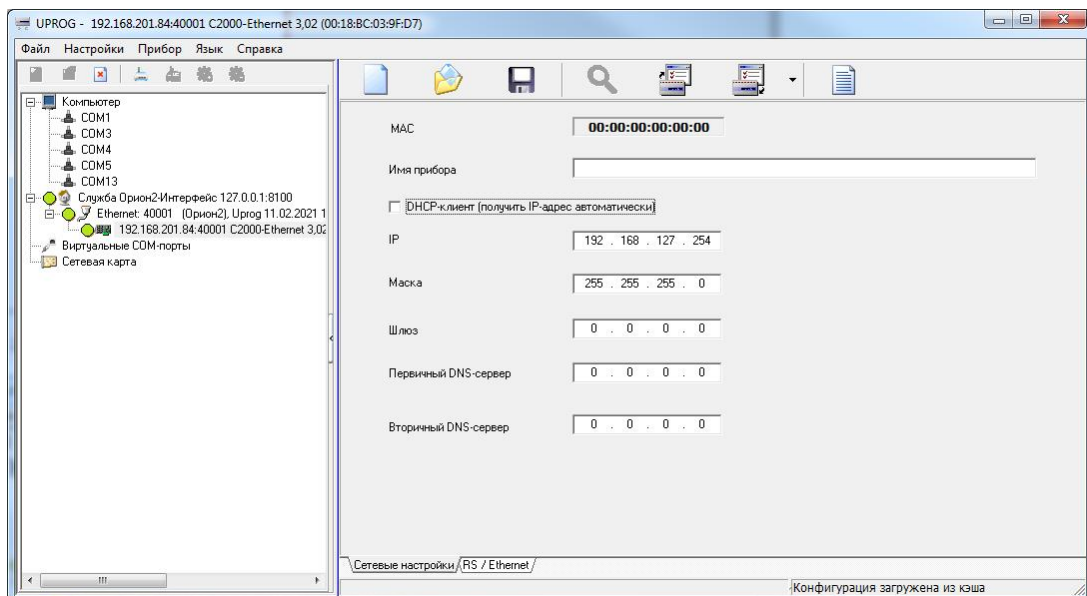 UPROG - 192.168.201.84:40001 C2000-Ethernet 3,02 (00:18:BC:03:9F:D7)
Файл Настройки Прибор Язык Справка
Компьютер
COM1
COM3
COM4
COM5
COM13
Служба Орион2-Интерфейс 127.0.0.1:8100
Ethernet: 40001 (Орион2), Uprog 11.02.2021 1
192.168.201.84:40001 C2000-Ethernet 3,02
Виртуальные COM-порты
Сетевая карта
MAC 00:00:00:00:00:00
Имя прибора
DHCP-клиент (получить IP-адрес автоматически)
IP 192 . 168 . 127 . 254
Маска 255 . 255 . 255 . 0
Шлюз 0 . 0 . 0 . 0
Первичный DNS-сервер 0 . 0 . 0 . 0
Вторичный DNS-сервер 0 . 0 . 0 . 0
Сетевые настройки RS / Ethernet
Конфигурация загружена из кэша